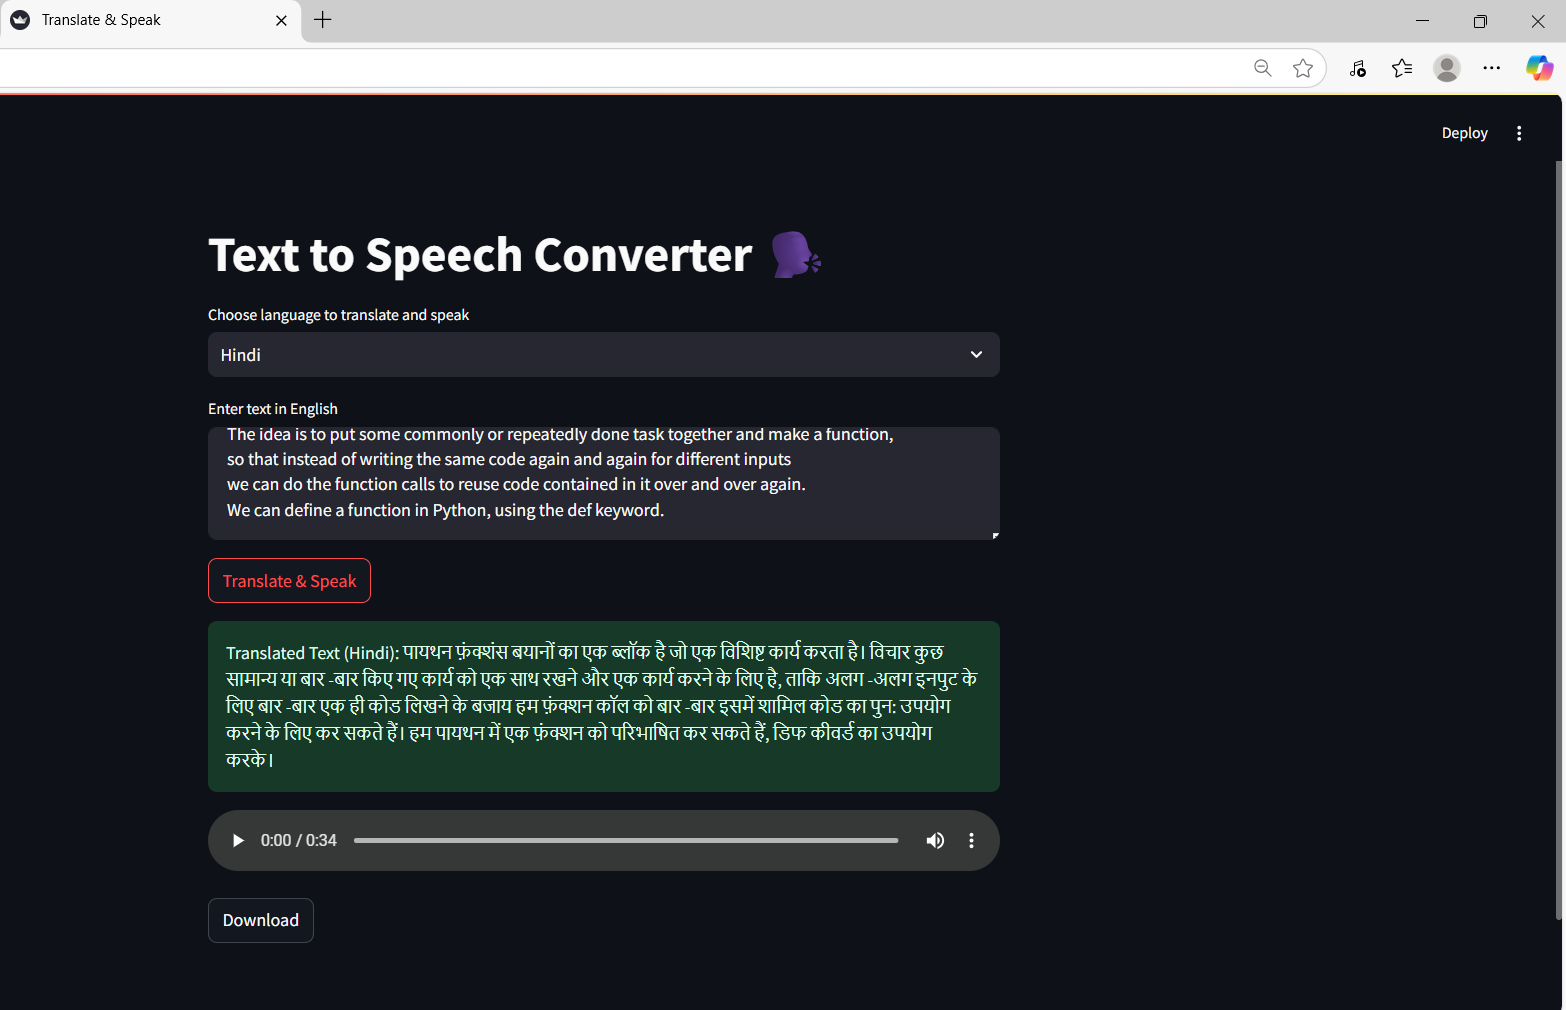 Translate & Speak
Deploy
Text to Speech Converter
Choose language to translate and speak
Hindi
Enter text in English
The idea is to put some commonly or repeatedly done task together and make a function,
so that instead of writing the same code again and again for different inputs
we can do the function calls to reuse code contained in it over and over again.
We can define a function in Python, using the def keyword.
Translate & Speak
Translated Text (Hindi): पायथन फ़ंक्शंस बयानों का एक ब्लॉक है जो एक विशिष्ट कार्य करता है। विचार कुछ
सामान्य या बार -बार किए गए कार्य को एक साथ रखने और एक कार्य करने के लिए है, ताकि अलग -अलग इनपुट के
लिए बार -बार एक ही कोड लिखने के बजाय हम फ़ंक्शन कॉल को बार -बार इसमें शामिल कोड का पुन: उपयोग
करने के लिए कर सकते हैं। हम पायथन में एक फ़ंक्शन को परिभाषित कर सकते हैं, डिफ कीवर्ड का उपयोग
करके।
0:00 / 0:34
Download